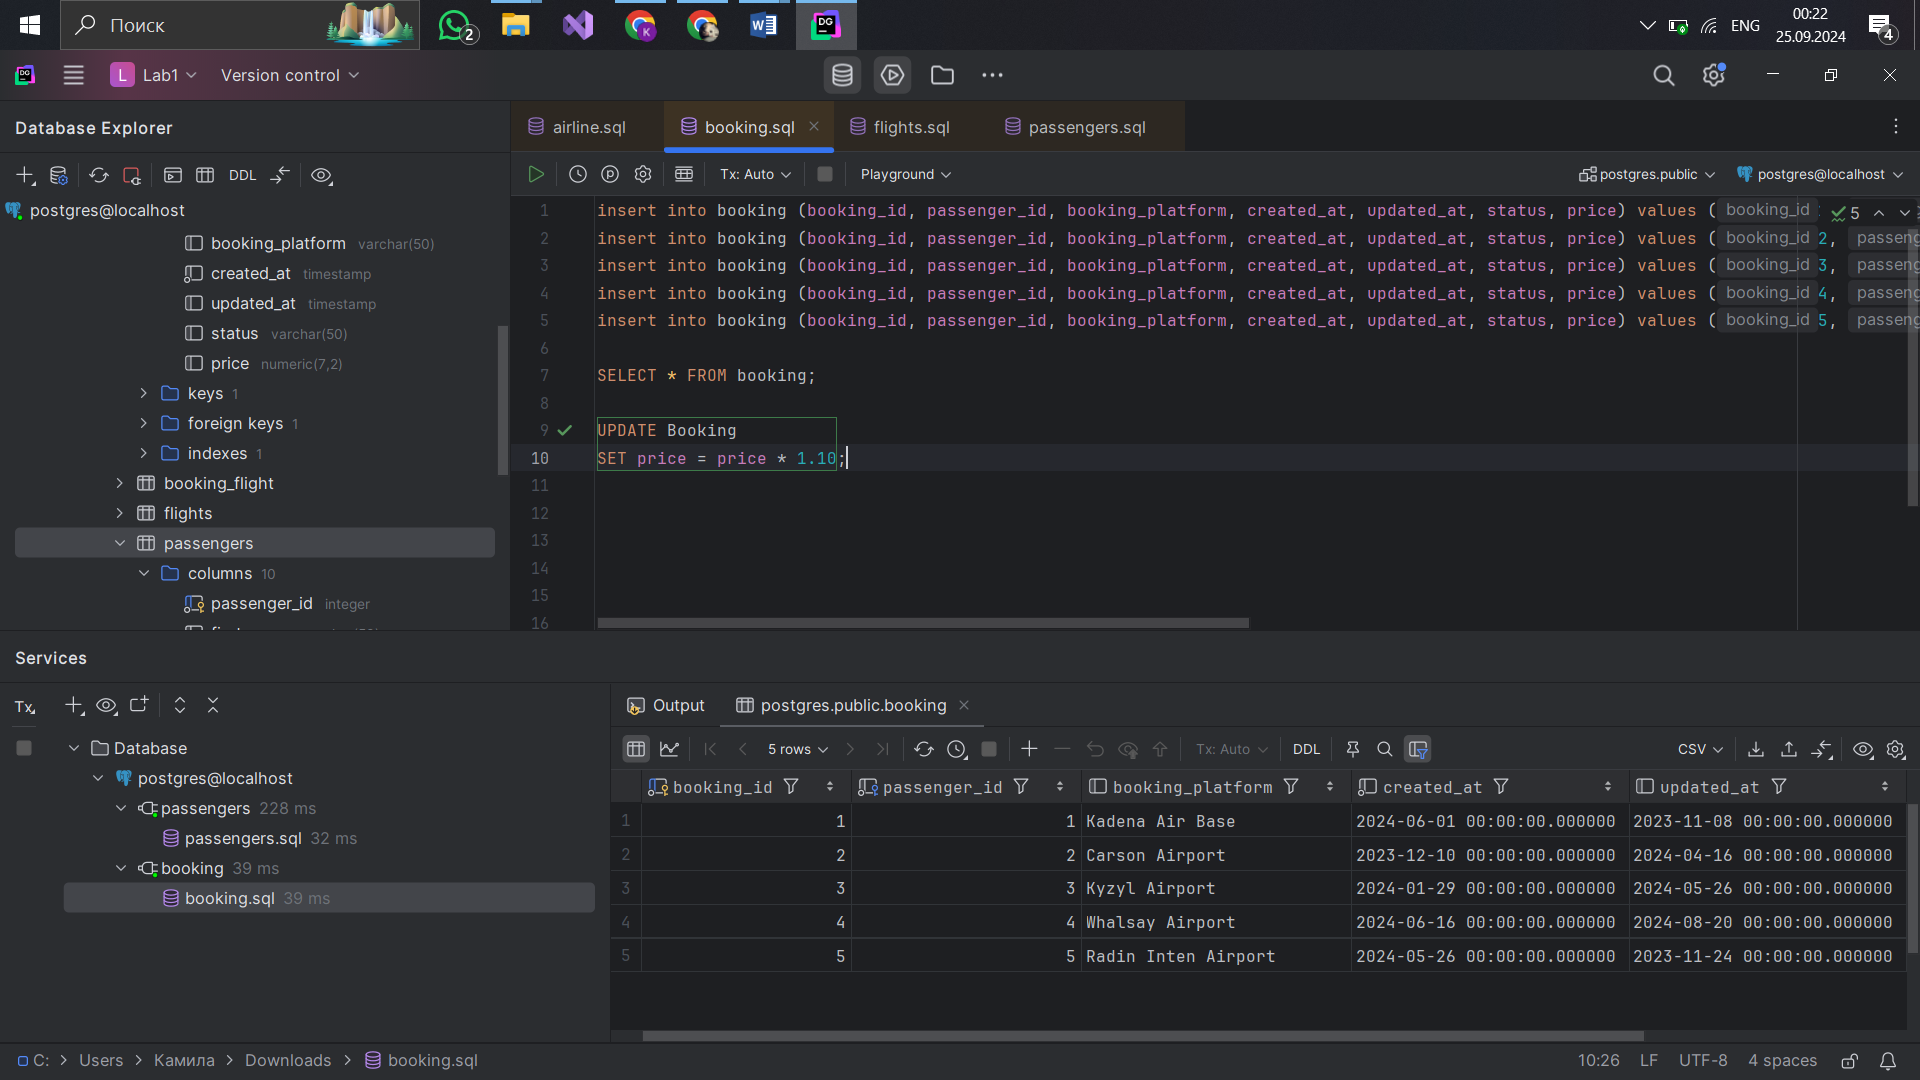 Поиск
2
W
DG
ENG
00:22
25.09.2024
4
DG
L Lab1
Version control
Database Explorer
airline.sql
booking.sql
flights.sql
passengers.sql
DDL
Tx: Auto
Playground
postgres.public
postgres@localhost
postgres@localhost
booking_platform varchar(50)
created_at timestamp
updated_at timestamp
status varchar(50)
price numeric(7,2)
keys 1
foreign keys 1
indexes 1
booking_flight
flights
passengers
columns 10
passenger_id integer
1 insert into booking (booking_id, passenger_id, booking_platform, created_at, updated_at, status, price) values ( booking_id
5
2 insert into booking (booking_id, passenger_id, booking_platform, created_at, updated_at, status, price) values ( booking_id 2, passeng
3 insert into booking (booking_id, passenger_id, booking_platform, created_at, updated_at, status, price) values ( booking_id 3, passeng
4 insert into booking (booking_id, passenger_id, booking_platform, created_at, updated_at, status, price) values ( booking_id 4, passeng
5 insert into booking (booking_id, passenger_id, booking_platform, created_at, updated_at, status, price) values ( booking_id 5, passeng
6
7 SELECT * FROM booking;
8
9 UPDATE Booking
10 SET price = price * 1.10;
11
12
13
14
15
16
Services
Tx
Database
postgres@localhost
passengers 228 ms
passengers.sql 32 ms
booking 39 ms
booking.sql 39 ms
Output
postgres.public.booking
5 rows
Tx: Auto
DDL
CSV
booking_id passenger_id booking_platform created_at updated_at
1 1 1 Kadena Air Base 2024-06-01 00:00:00.000000 2023-11-08 00:00:00.000000
2 2 2 Carson Airport 2023-12-10 00:00:00.000000 2024-04-16 00:00:00.000000
3 3 3 Kyzyl Airport 2024-01-29 00:00:00.000000 2024-05-26 00:00:00.000000
4 4 4 Whalsay Airport 2024-06-16 00:00:00.000000 2024-08-20 00:00:00.000000
5 5 5 Radin Inten Airport 2024-05-26 00:00:00.000000 2023-11-24 00:00:00.000000
C: > Users > Камила > Downloads > booking.sql
10:26
LF
UTF-8
4 spaces